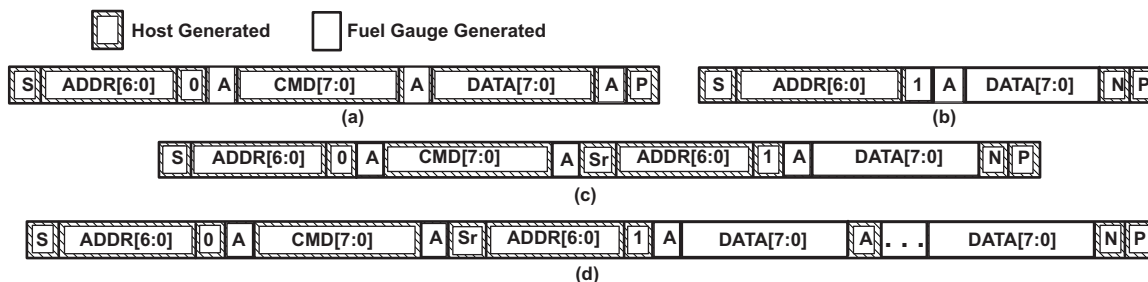 Host Generated Fuel Gauge Generated
S ADDR[6:0] 0 A CMD[7:0] A DATA[7:0] A P S ADDR[6:0] 1 A DATA[7:0] N P
(a) (b)
S ADDR[6:0] 0 A CMD[7:0] A Sr ADDR[6:0] 1 A DATA[7:0] N P
(c)
S ADDR[6:0] 0 A CMD[7:0] A Sr ADDR[6:0] 1 A DATA[7:0] A . . . DATA[7:0] N P
(d)